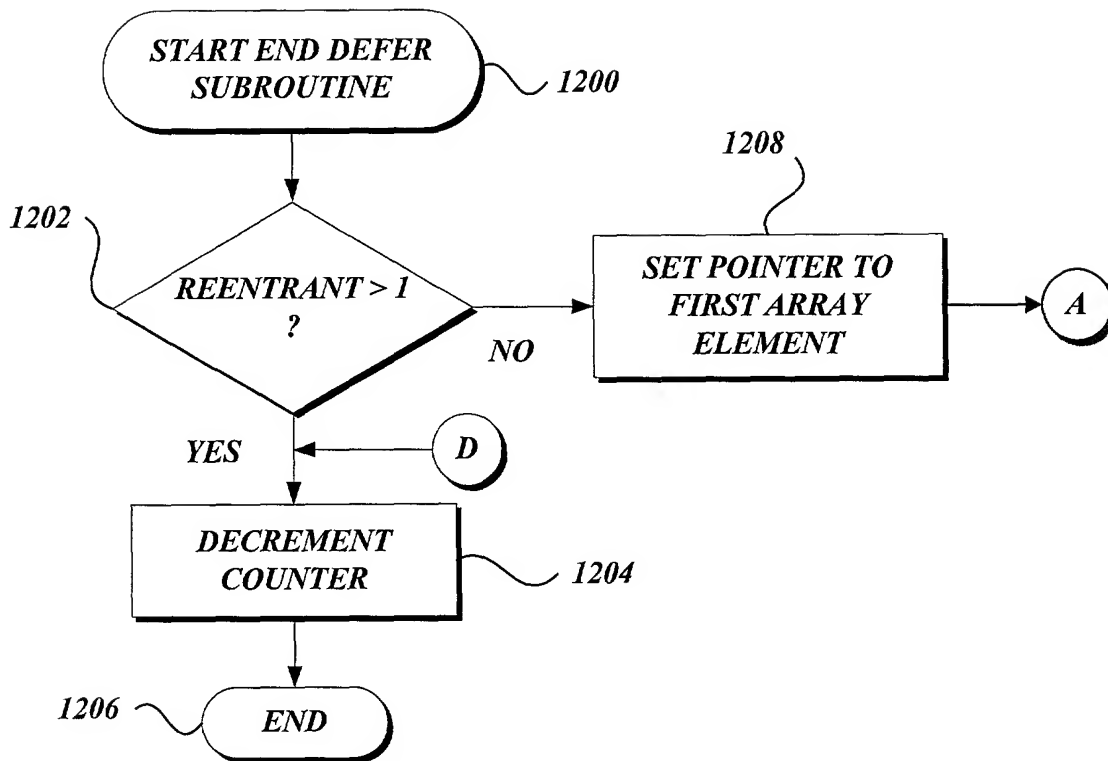 START END DEFER
SUBROUTINE
1200
1208
1202
REENTRANT > 1
?
SET POINTER TO
FIRST ARRAY
ELEMENT
A
NO
YES
D
DECREMENT
COUNTER
1204
1206
END